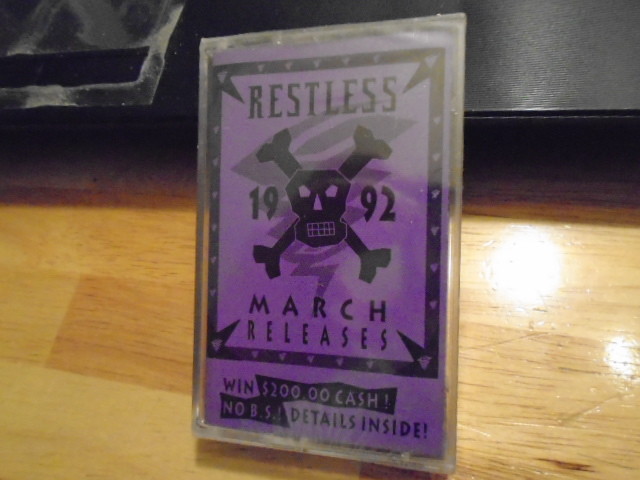 RESTLESS
19 92
MARCH
RELEASES
WIN $200.00 CASH!
NO B.S.! DETAILS INSIDE!